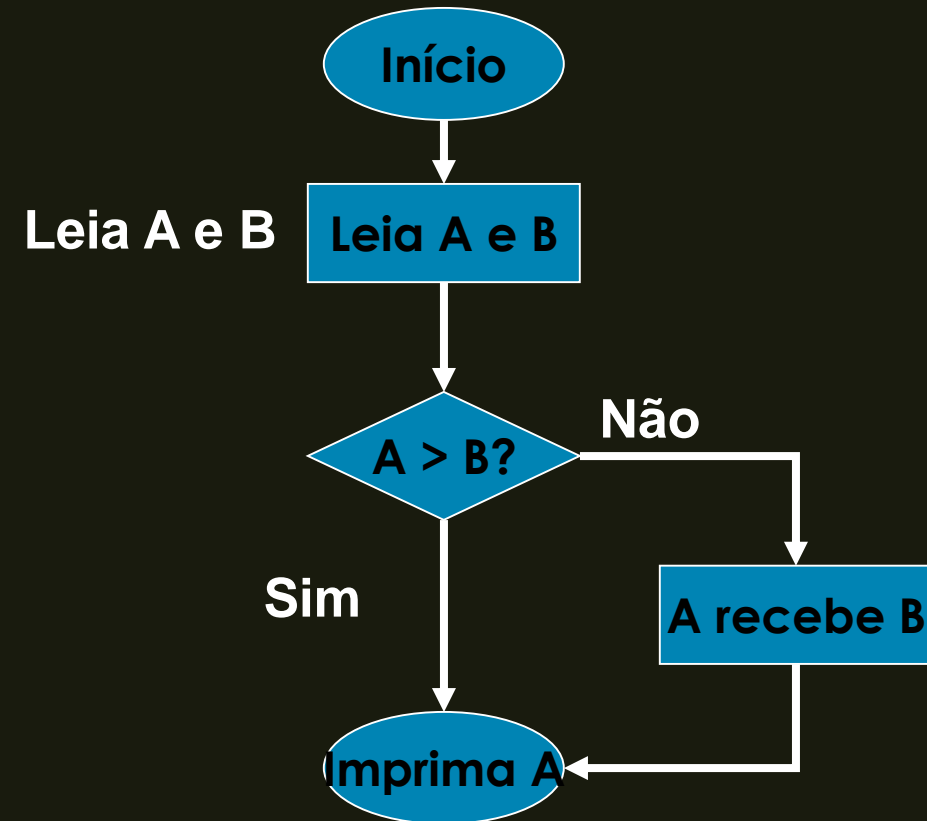 Início
Leia A e B
Leia A e B
A > B?
Não
Sim
A recebe B
Imprima A